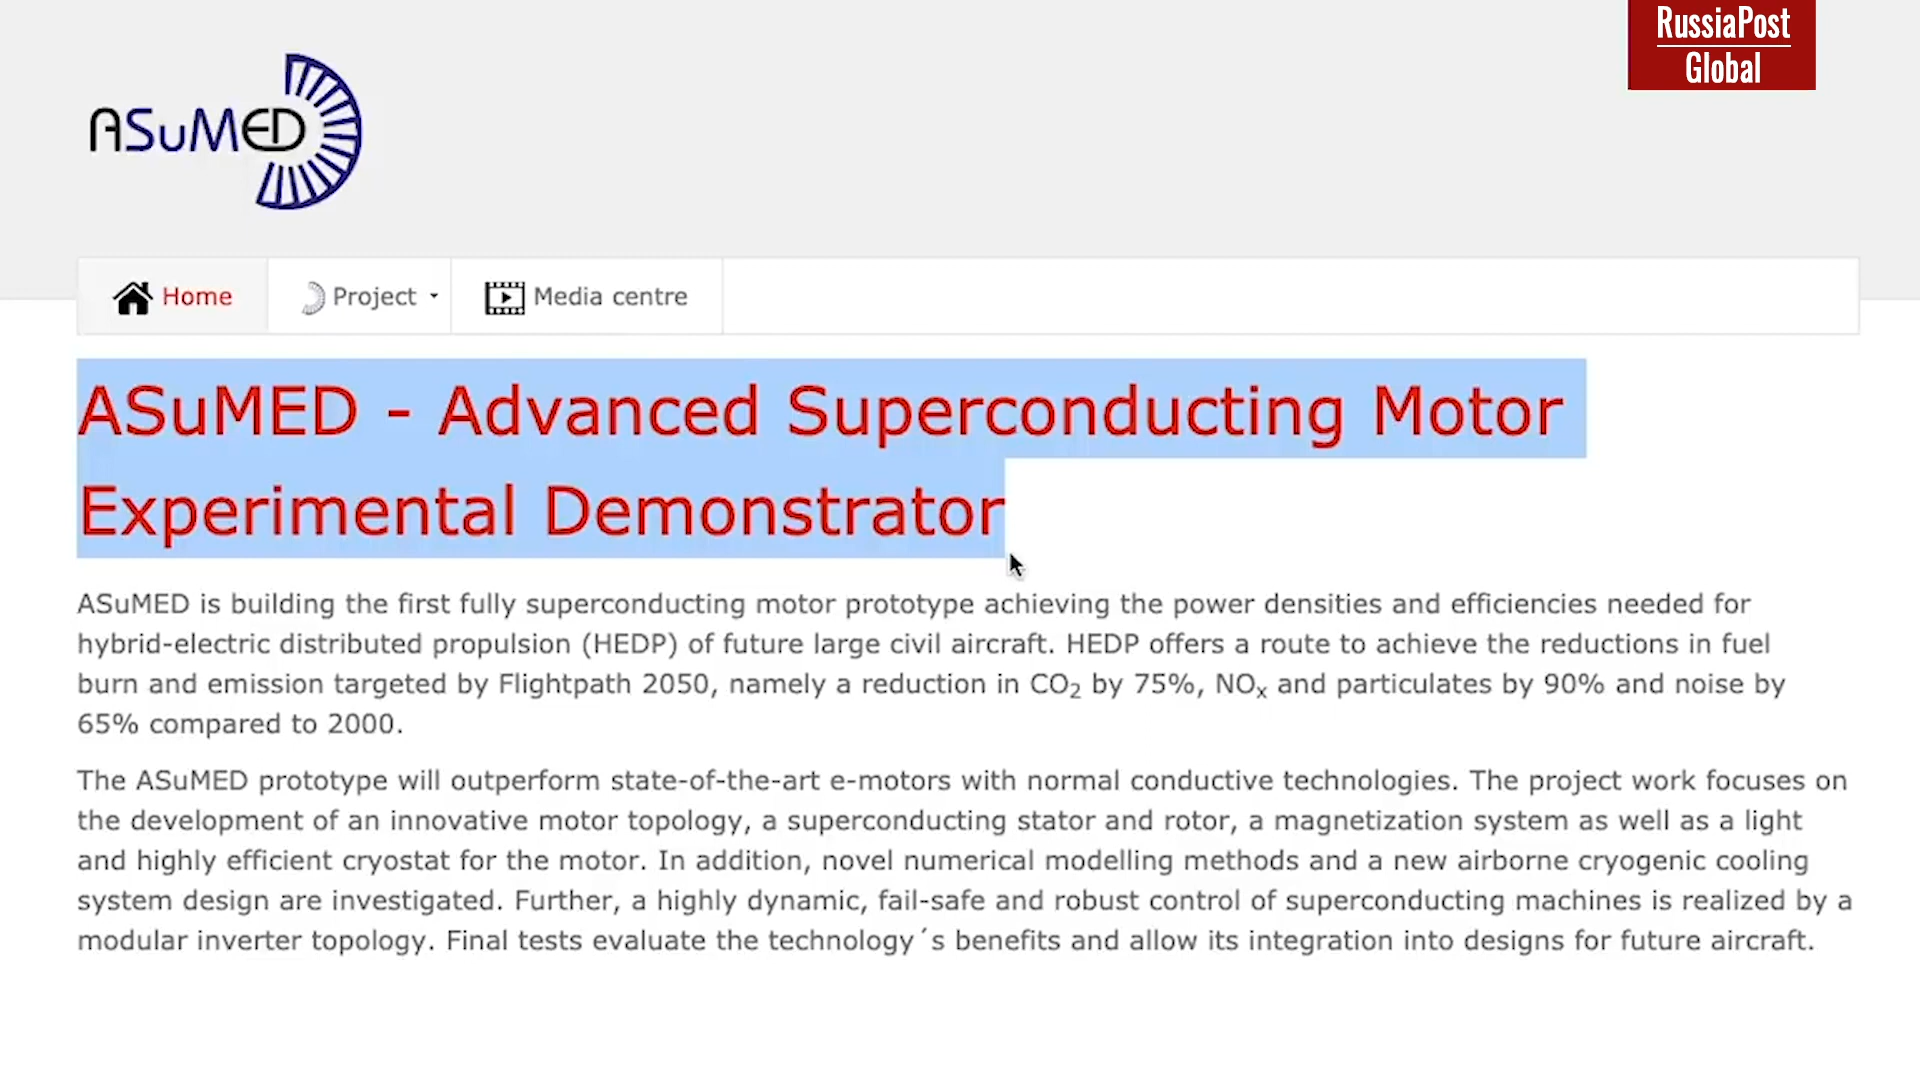 RussiaPost
Global
ASuMED
Home
Project
Media centre
ASuMED - Advanced Superconducting Motor
Experimental Demonstrator
ASuMED is building the first fully superconducting motor prototype achieving the power densities and efficiencies needed for
hybrid-electric distributed propulsion (HEDP) of future large civil aircraft. HEDP offers a route to achieve the reductions in fuel
burn and emission targeted by Flightpath 2050, namely a reduction in CO₂ by 75%, NOₓ and particulates by 90% and noise by
65% compared to 2000.
The ASuMED prototype will outperform state-of-the-art e-motors with normal conductive technologies. The project work focuses on
the development of an innovative motor topology, a superconducting stator and rotor, a magnetization system as well as a light
and highly efficient cryostat for the motor. In addition, novel numerical modelling methods and a new airborne cryogenic cooling
system design are investigated. Further, a highly dynamic, fail-safe and robust control of superconducting machines is realized by a
modular inverter topology. Final tests evaluate the technology´s benefits and allow its integration into designs for future aircraft.